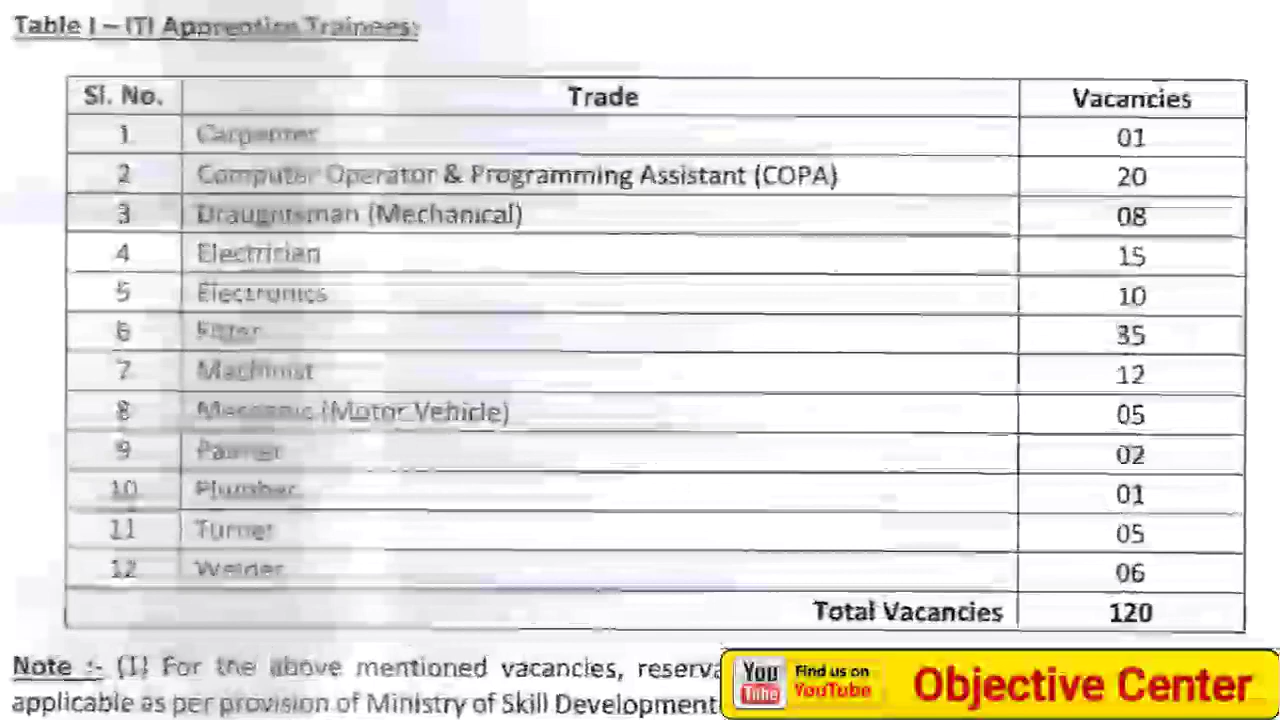 Table I – ITI Apprentice Trainees:
Sl. No. Trade Vacancies
1 Carpenter 01
2 Computer Operator & Programming Assistant (COPA) 20
3 Draughtsman (Mechanical) 08
4 Electrician 15
5 Electronics 10
6 Fitter 35
7 Machinist 12
8 Mechanic (Motor Vehicle) 05
9 Painter 02
10 Plumber 01
11 Turner 05
12 Welder 06
Total Vacancies 120
Note :- (I) For the above mentioned vacancies, reserva
applicable as per provision of Ministry of Skill Development
You Tube Find us on YouTube Objective Center